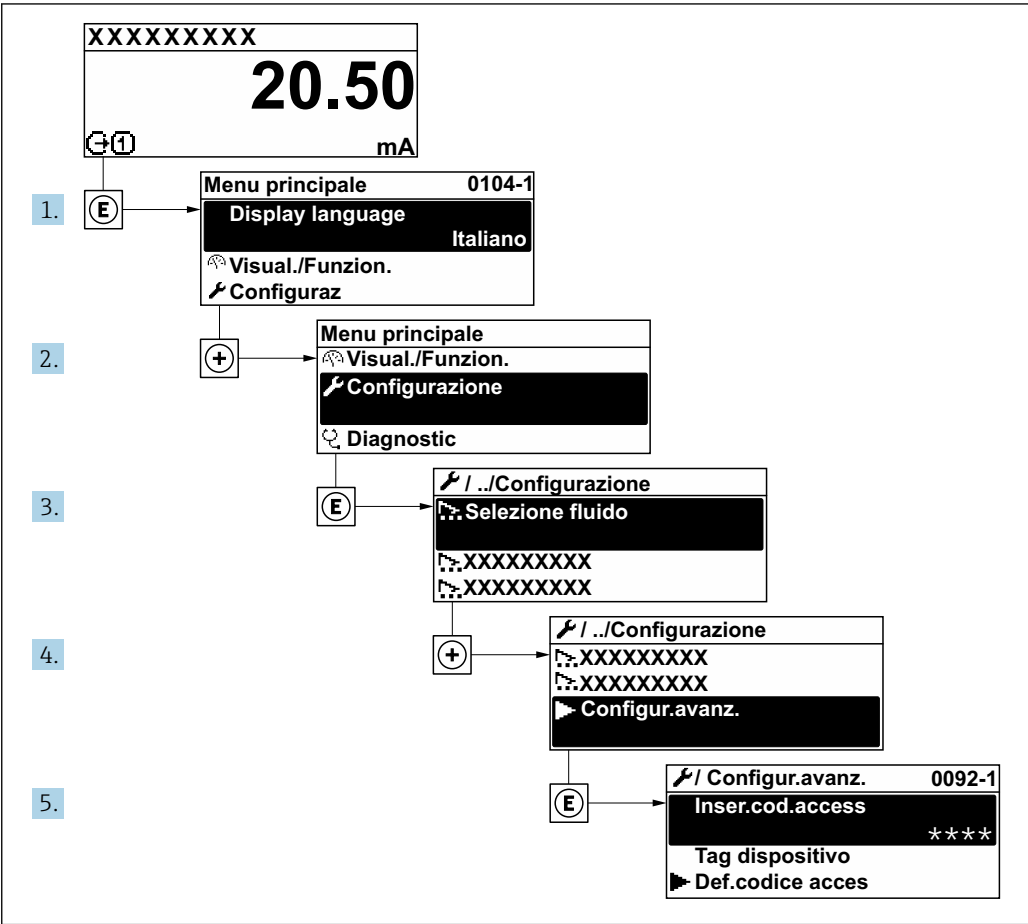 XXXXXXXXX
20.50
1 mA
Menu principale 0104-1
1. E Display language
Italiano
Visual./Funzion.
Configuraz
Menu principale
2. + Visual./Funzion.
Configurazione
Diagnostic
/ ../Configurazione
3. E Selezione fluido
XXXXXXXXX
XXXXXXXXX
/ ../Configurazione
4. + XXXXXXXXX
XXXXXXXXX
Configur.avanz.
/ Configur.avanz. 0092-1
5. E Inser.cod.access
****
Tag dispositivo
Def.codice acces